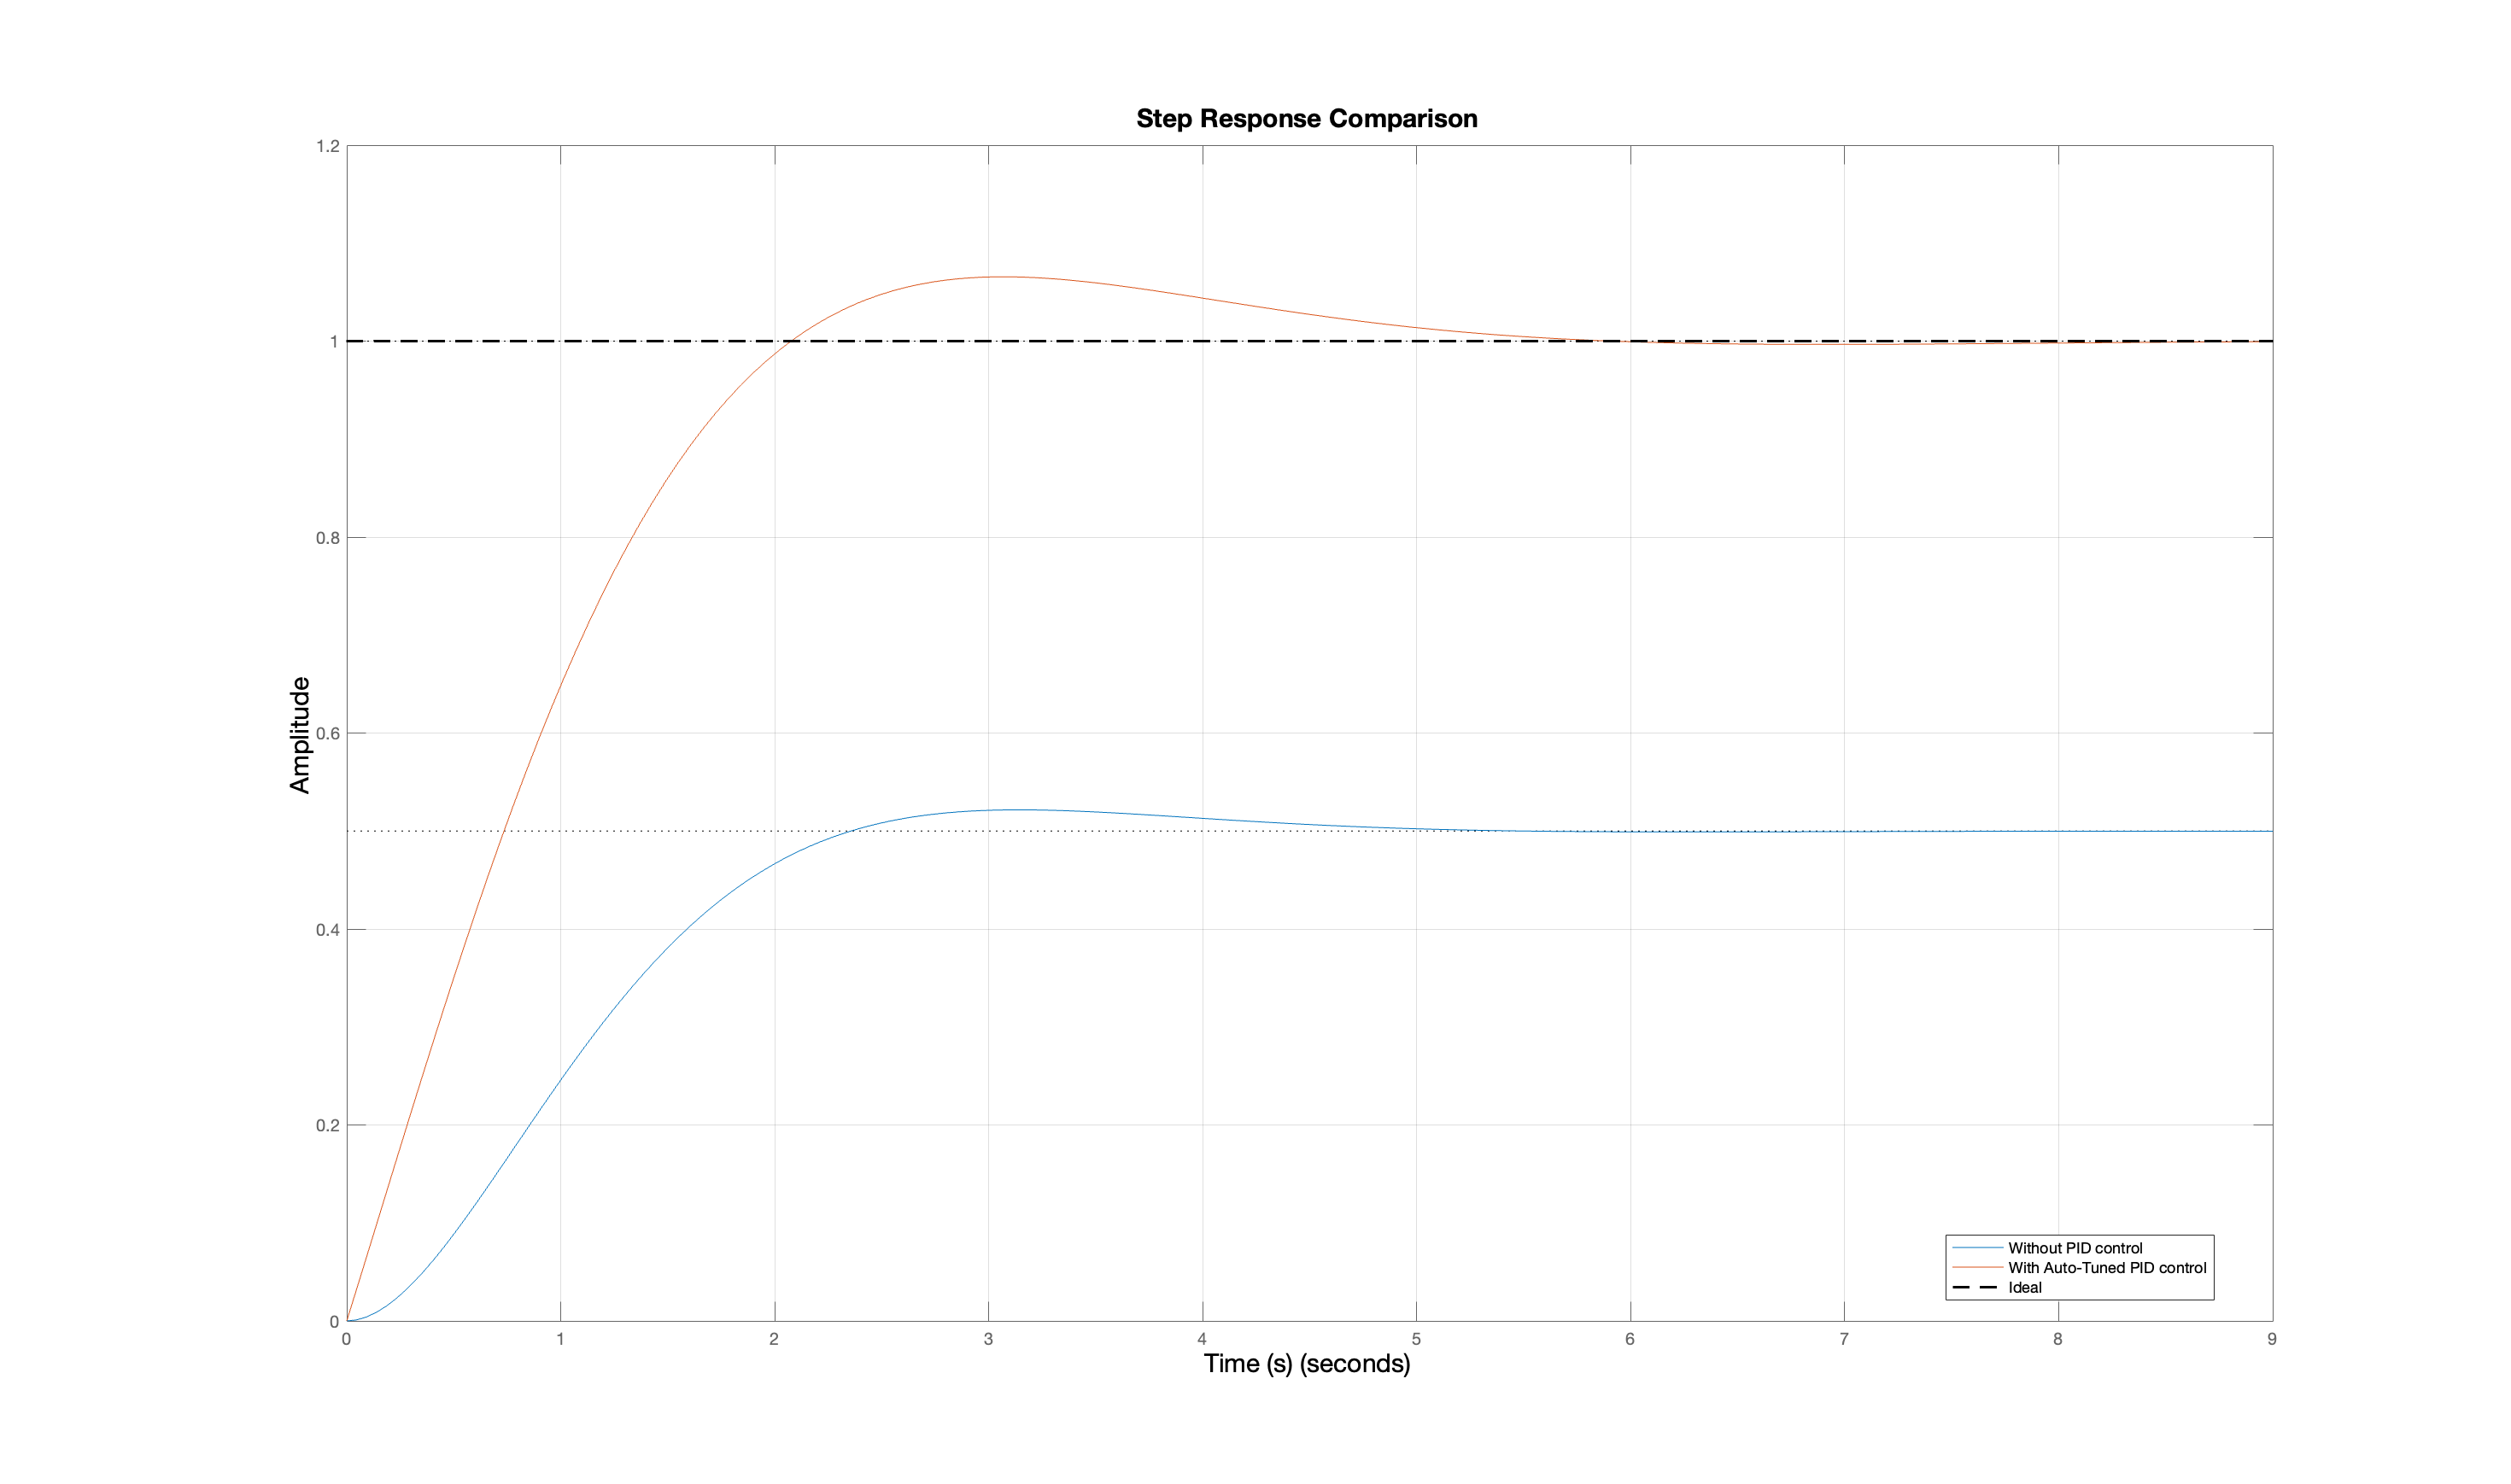 Step Response Comparison
1.2
1
0.8
0.6
0.4
0.2
0
Amplitude
0 1 2 3 4 5 6 7 8 9
Time (s) (seconds)
Without PID control
With Auto-Tuned PID control
Ideal